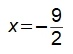 x = -9/2